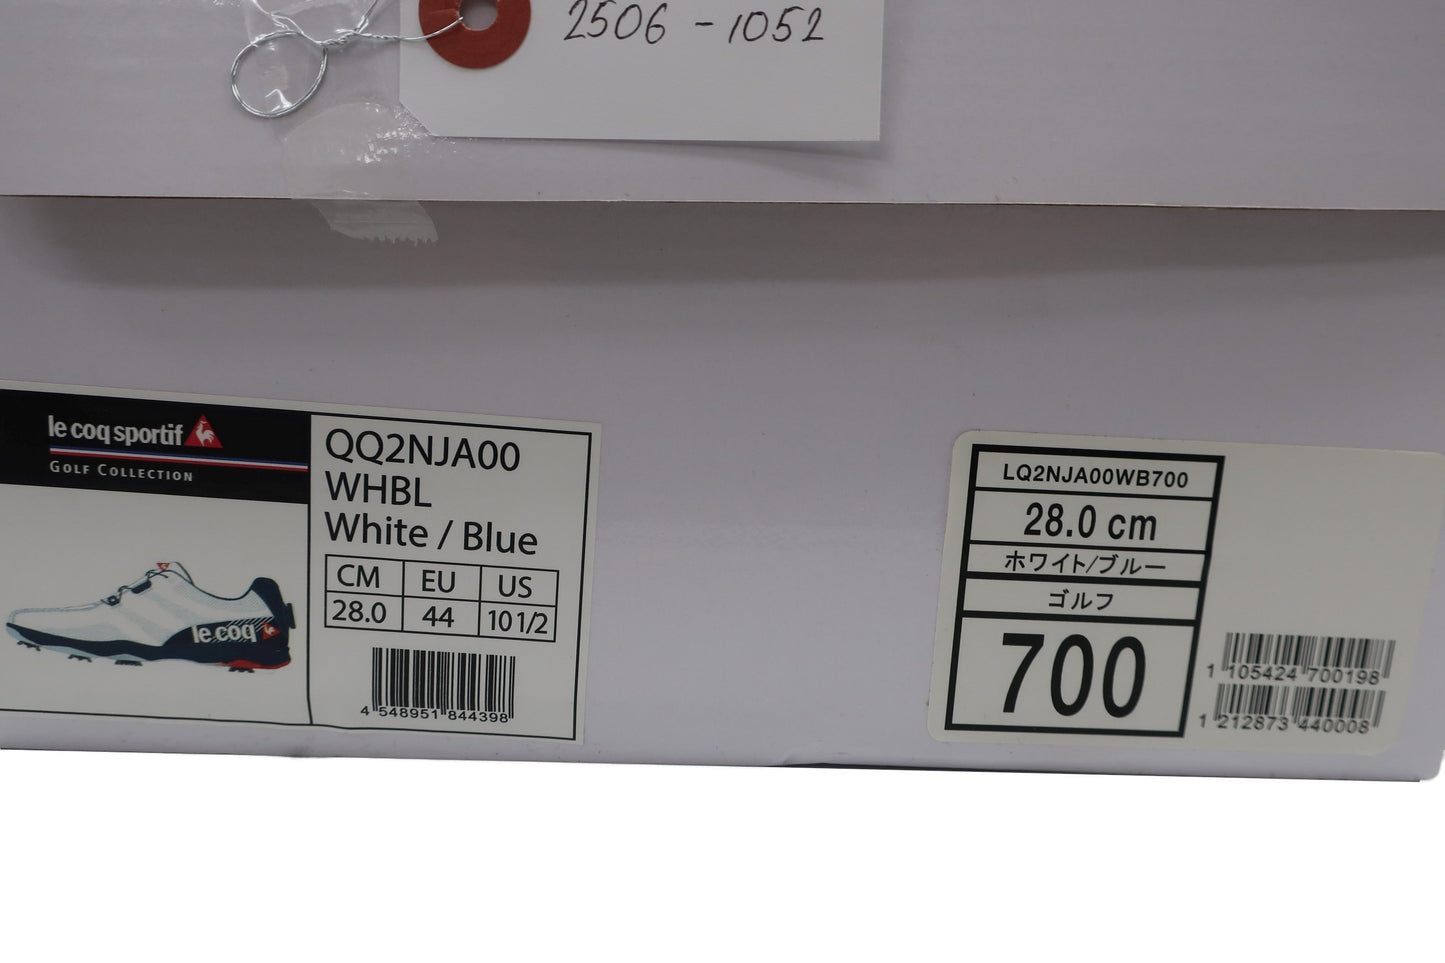 2506-1052
le coq sportif
GOLF COLLECTION
le coq
QQ2NJA00
WHBL
White / Blue
CM EU US
28.0 44 10 1/2
4 548951 844398
LQ2NJA00WB700
28.0 cm
ホワイト/ブルー
ゴルフ
700
1 105424 700198
1 212873 440008